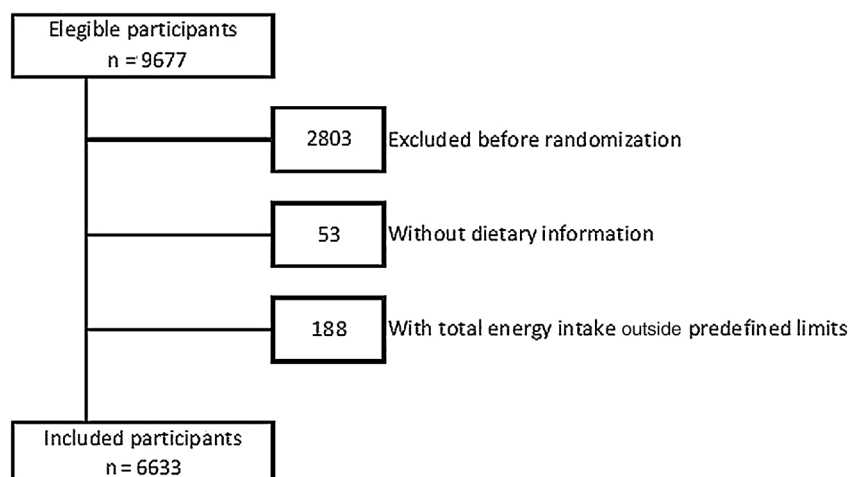 Elegible participants
n = 9677
2803 Excluded before randomization
53 Without dietary information
188 With total energy intake outside predefined limits
Included participants
n = 6633